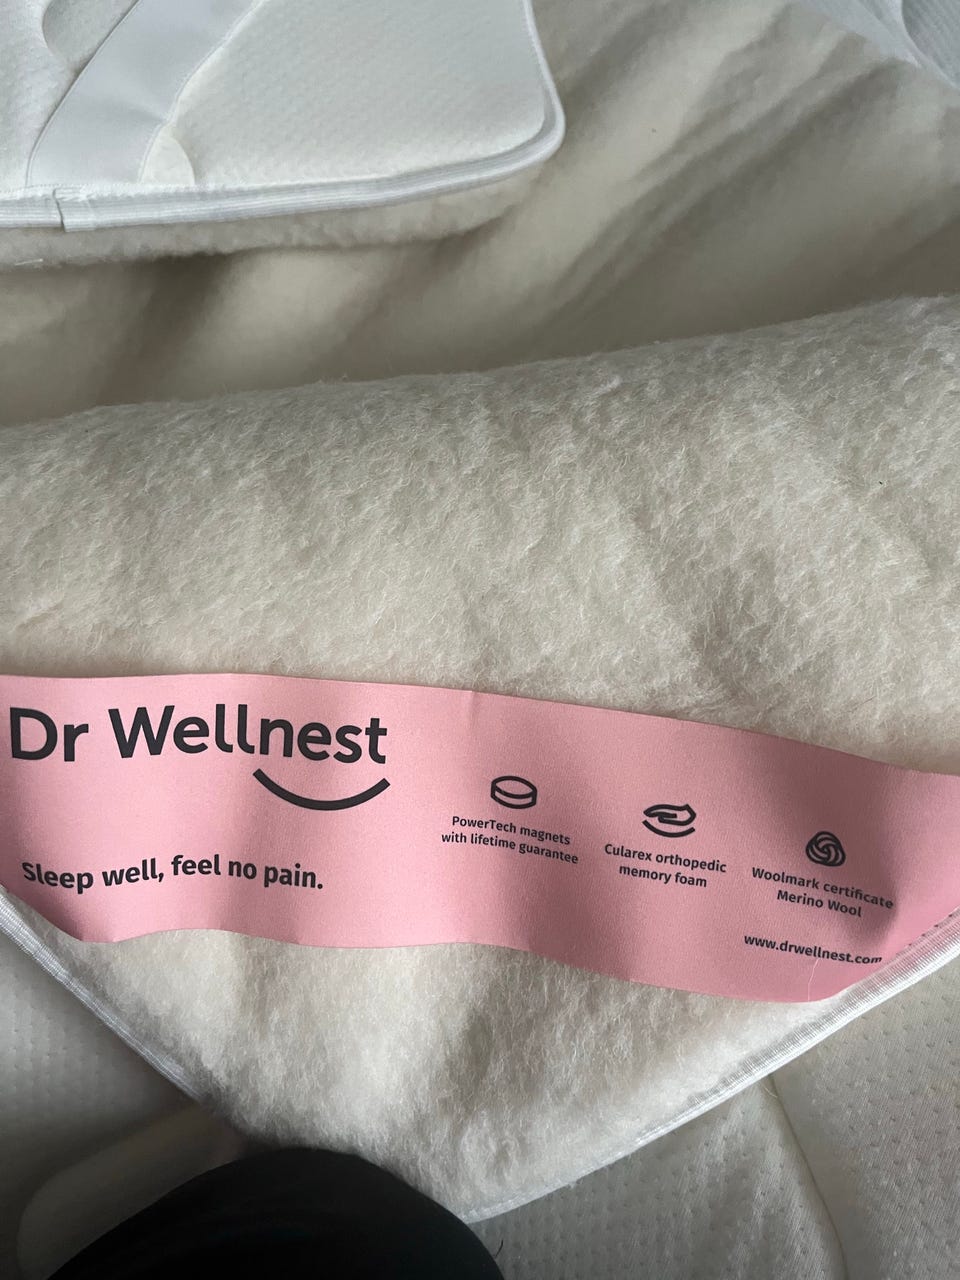 Dr Wellnest
Sleep well, feel no pain.
PowerTech magnets
with lifetime guarantee
Cularex orthopedic
memory foam
Woolmark certificate
Merino Wool
www.drwellnest.com